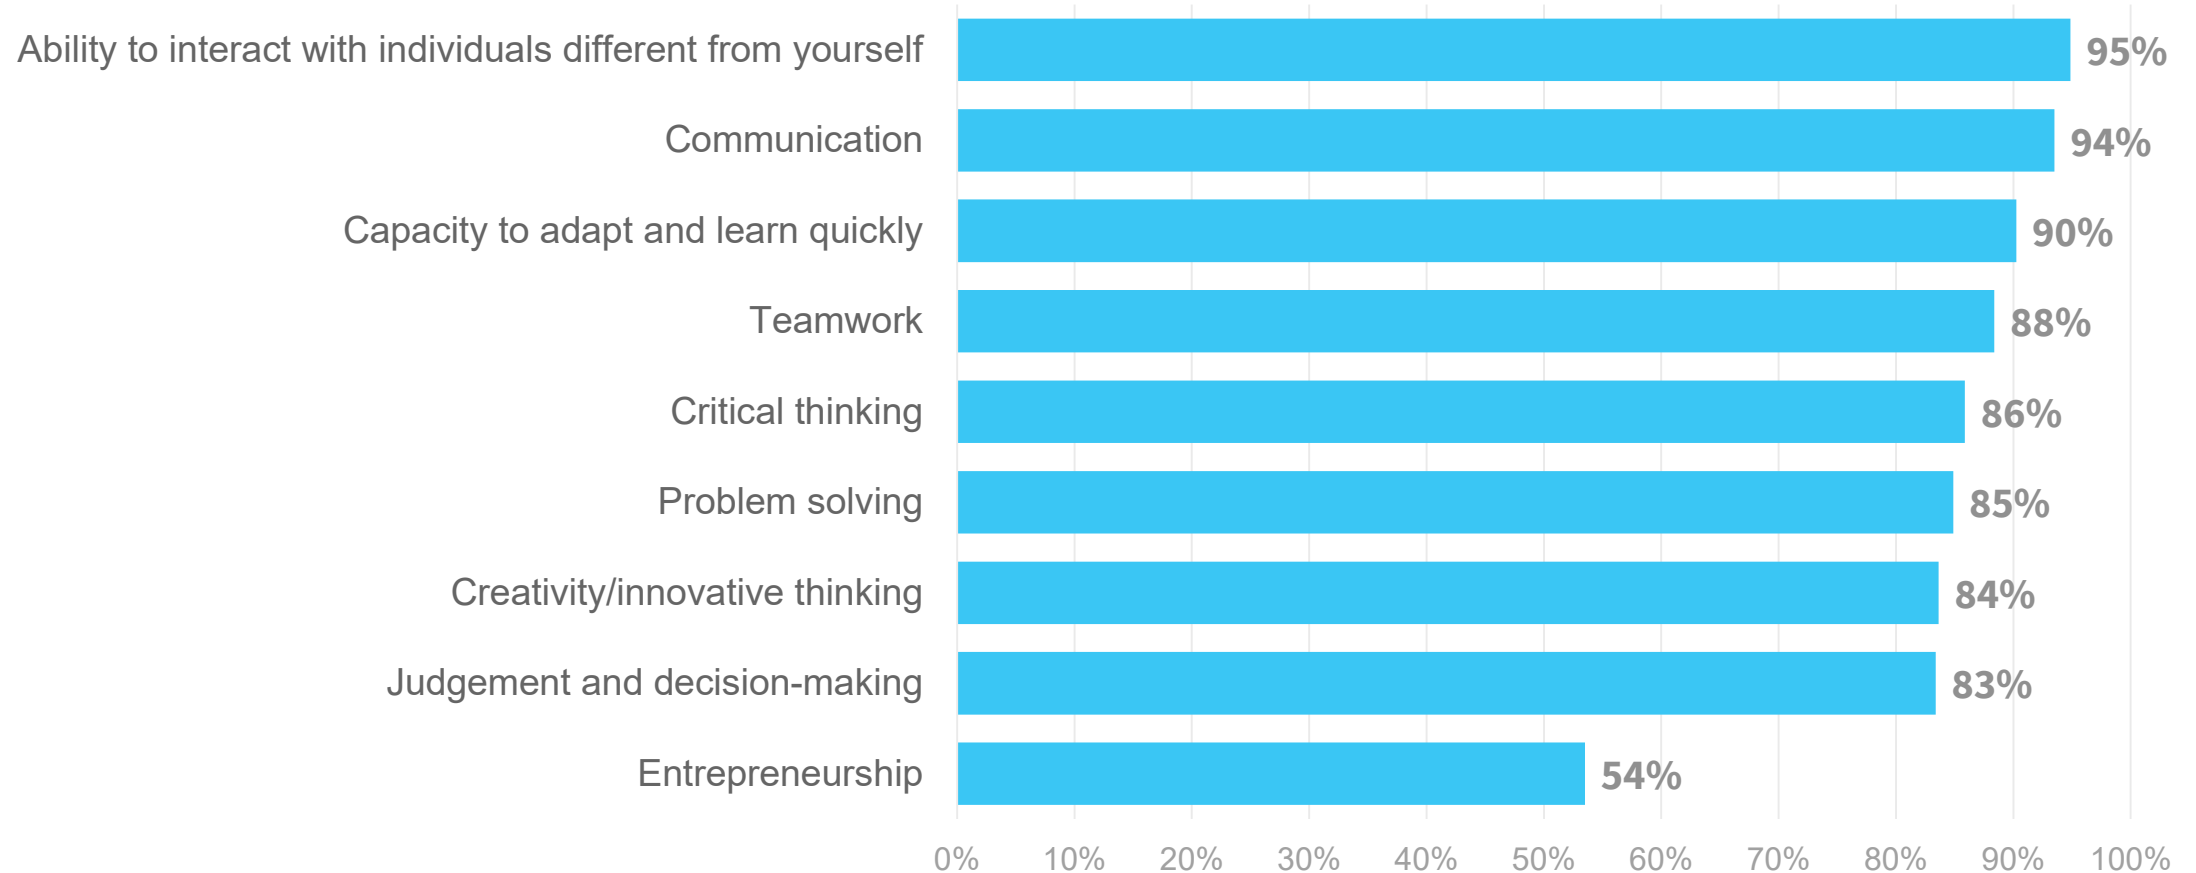 Ability to interact with individuals different from yourself 95%
Communication 94%
Capacity to adapt and learn quickly 90%
Teamwork 88%
Critical thinking 86%
Problem solving 85%
Creativity/innovative thinking 84%
Judgement and decision-making 83%
Entrepreneurship 54%
0% 10% 20% 30% 40% 50% 60% 70% 80% 90% 100%